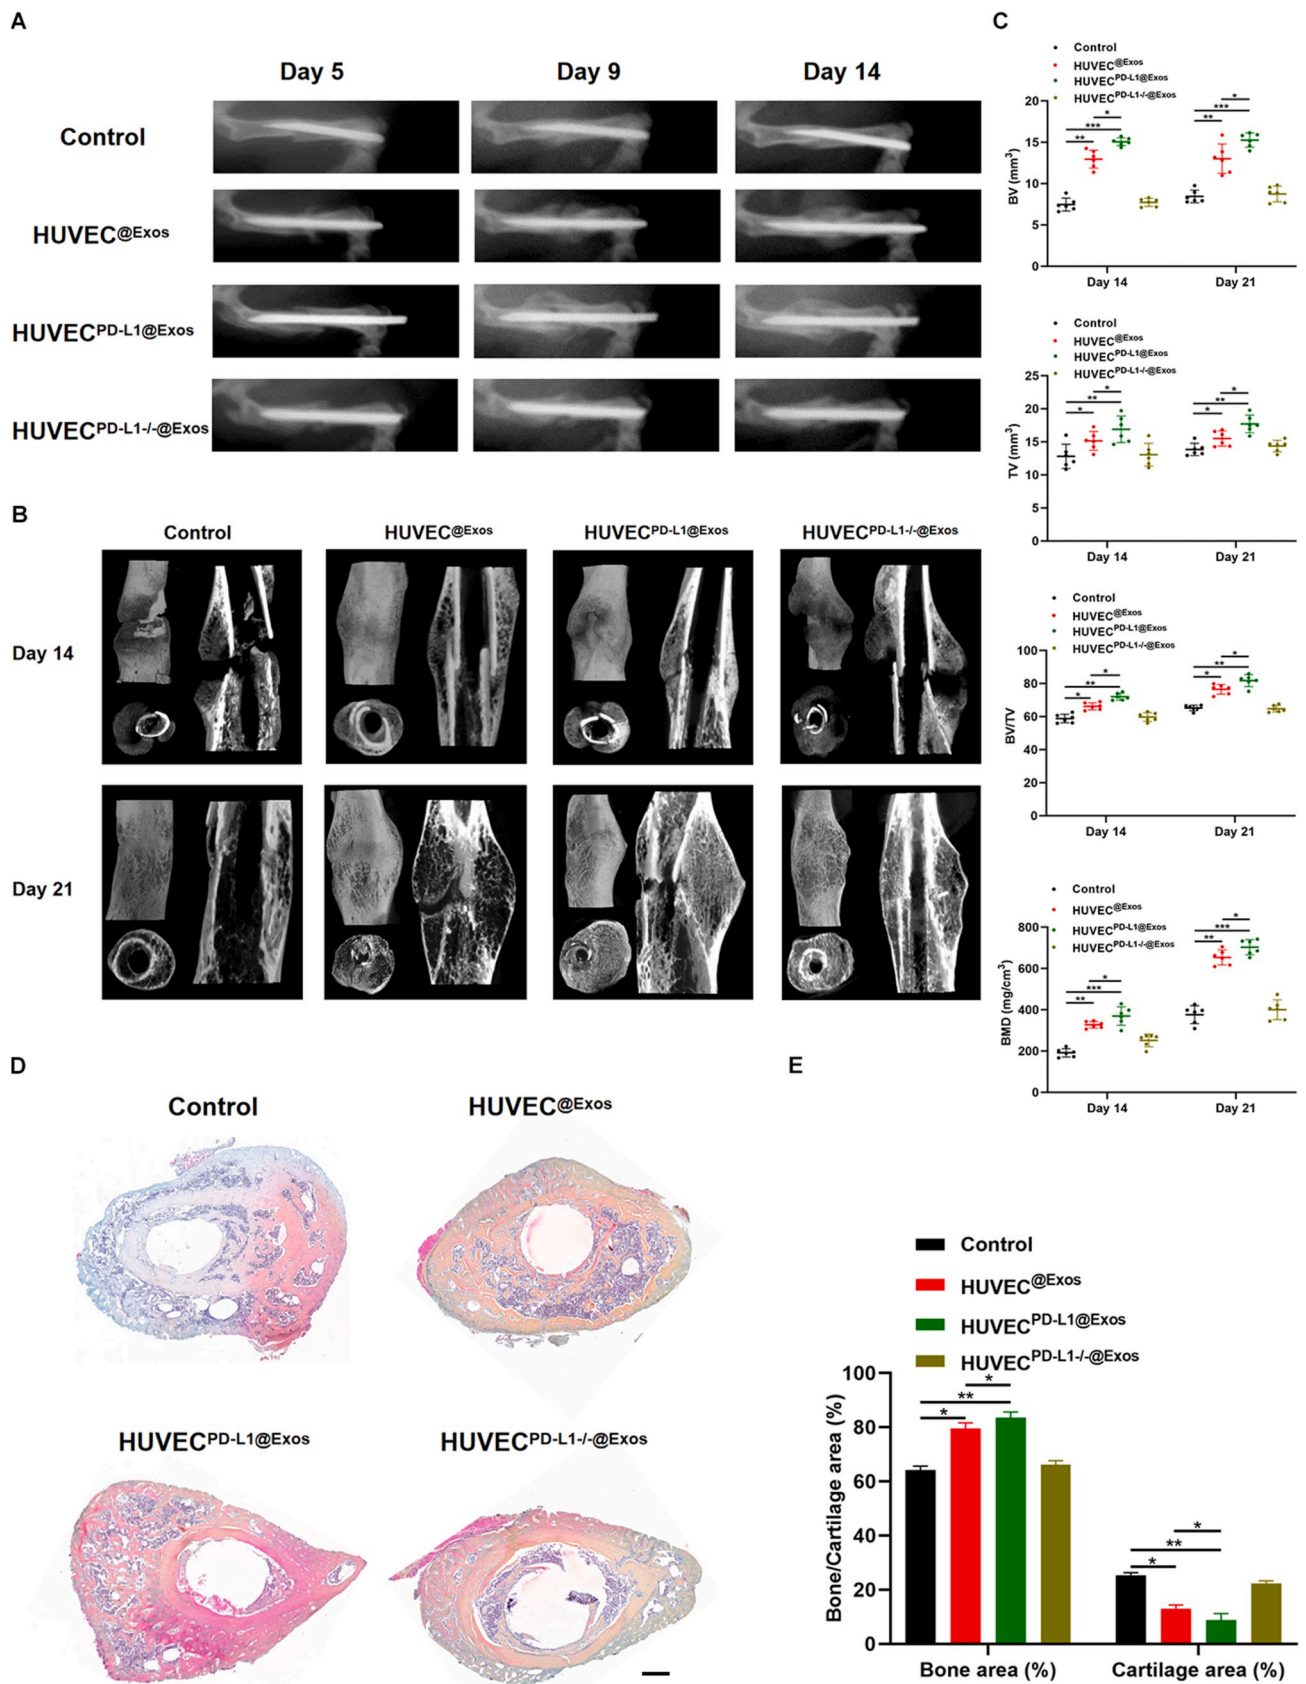 A
Day 5
Day 9
Day 14
Control
HUVEC@Exos
HUVECPD-L1@Exos
HUVECPD-L1-/-@Exos
B
Control
HUVEC@Exos
HUVECPD-L1@Exos
HUVECPD-L1-/-@Exos
Day 14
Day 21
C
Control
HUVEC@Exos
HUVECPD-L1@Exos
HUVECPD-L1-/-@Exos
20
15
10
5
0
BV (mm3)
** *** *
** *** *
Day 14
Day 21
Control
HUVEC@Exos
HUVECPD-L1@Exos
HUVECPD-L1-/-@Exos
25
20
15
10
5
0
TV (mm3)
* ** *
* ** *
Day 14
Day 21
Control
HUVEC@Exos
HUVECPD-L1@Exos
HUVECPD-L1-/-@Exos
100
80
60
40
20
0
BV/TV
* ** *
* ** *
Day 14
Day 21
Control
HUVEC@Exos
HUVECPD-L1@Exos
HUVECPD-L1-/-@Exos
800
600
400
200
0
BMD (mg/cm3)
** *** *
** *** *
Day 14
Day 21
D
Control
HUVEC@Exos
HUVECPD-L1@Exos
HUVECPD-L1-/-@Exos
E
Control
HUVEC@Exos
HUVECPD-L1@Exos
HUVECPD-L1-/-@Exos
100
80
60
40
20
0
Bone/Cartilage area (%)
* ** *
* ** *
Bone area (%)
Cartilage area (%)